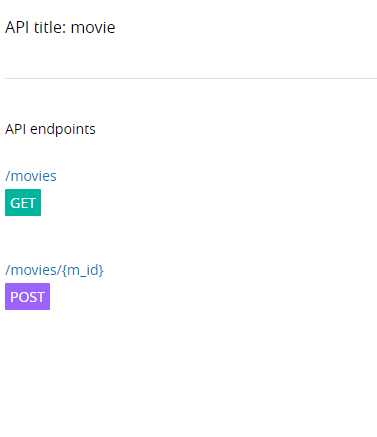 API title: movie
API endpoints
/movies
GET
/movies/{m_id}
POST